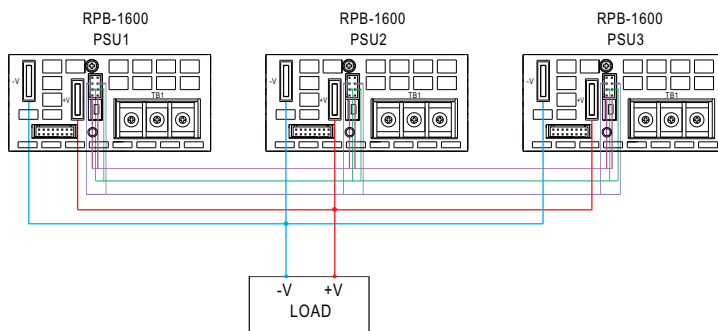 RPB-1600
PSU1
RPB-1600
PSU2
RPB-1600
PSU3
-V
+V
TB1
-V
+V
TB1
-V
+V
TB1
-V +V
LOAD